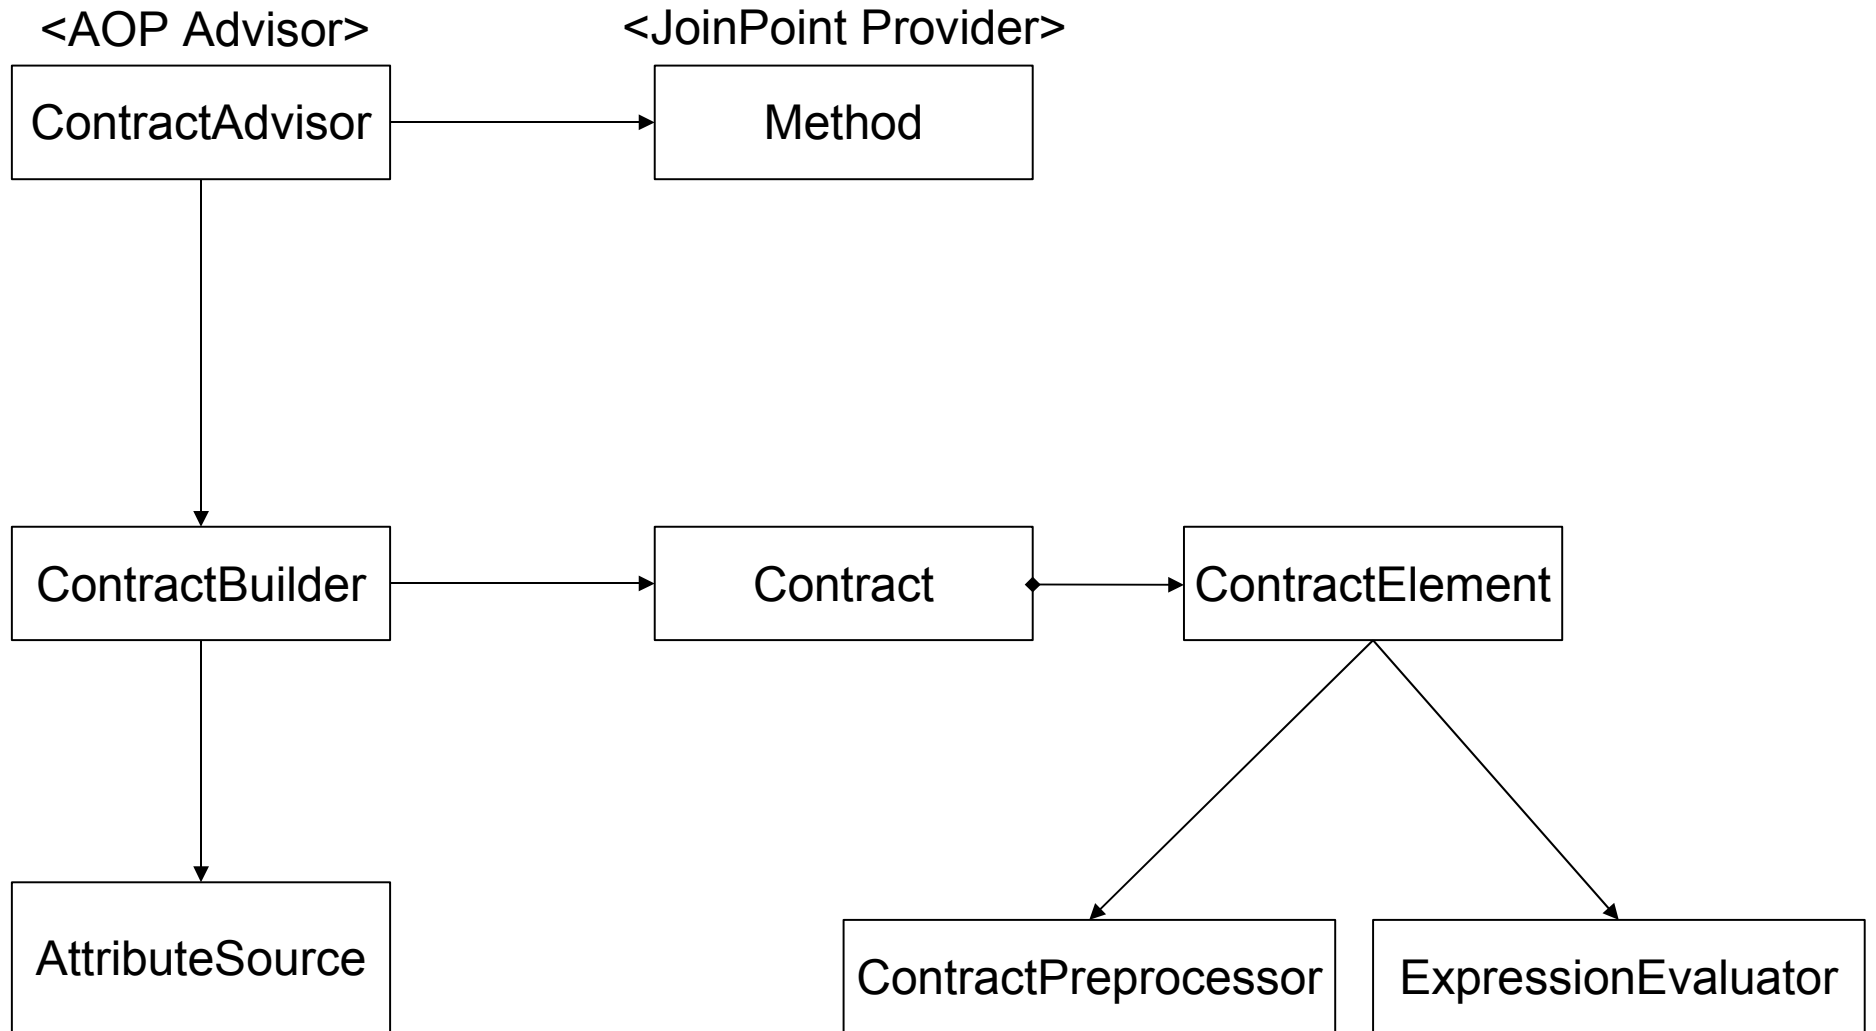 <AOP Advisor>
<JoinPoint Provider>
ContractAdvisor
Method
ContractBuilder
Contract
ContractElement
AttributeSource
ContractPreprocessor
ExpressionEvaluator